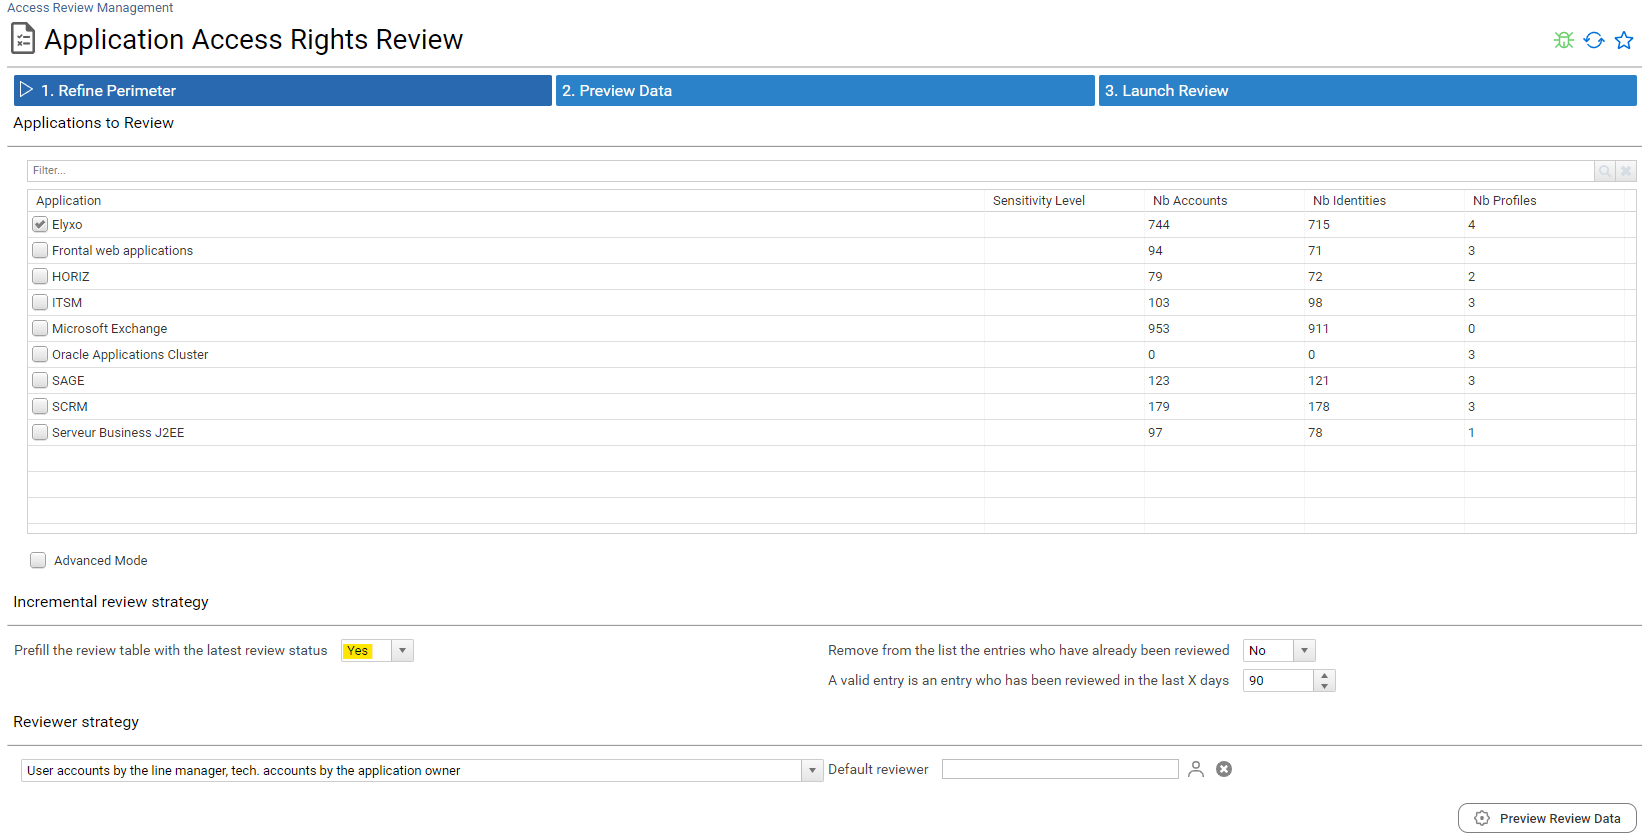 Access Review Management
Application Access Rights Review
1. Refine Perimeter
2. Preview Data
3. Launch Review
Applications to Review
Filter...
Application Sensitivity Level Nb Accounts Nb Identities Nb Profiles
Elyxo 744 715 4
Frontal web applications 94 71 3
HORIZ 79 72 2
ITSM 103 98 3
Microsoft Exchange 953 911 0
Oracle Applications Cluster 0 0 3
SAGE 123 121 3
SCRM 179 178 3
Serveur Business J2EE 97 78 1
Advanced Mode
Incremental review strategy
Prefill the review table with the latest review status Yes
Remove from the list the entries who have already been reviewed No
A valid entry is an entry who has been reviewed in the last X days 90
Reviewer strategy
User accounts by the line manager, tech. accounts by the application owner
Default reviewer
Preview Review Data